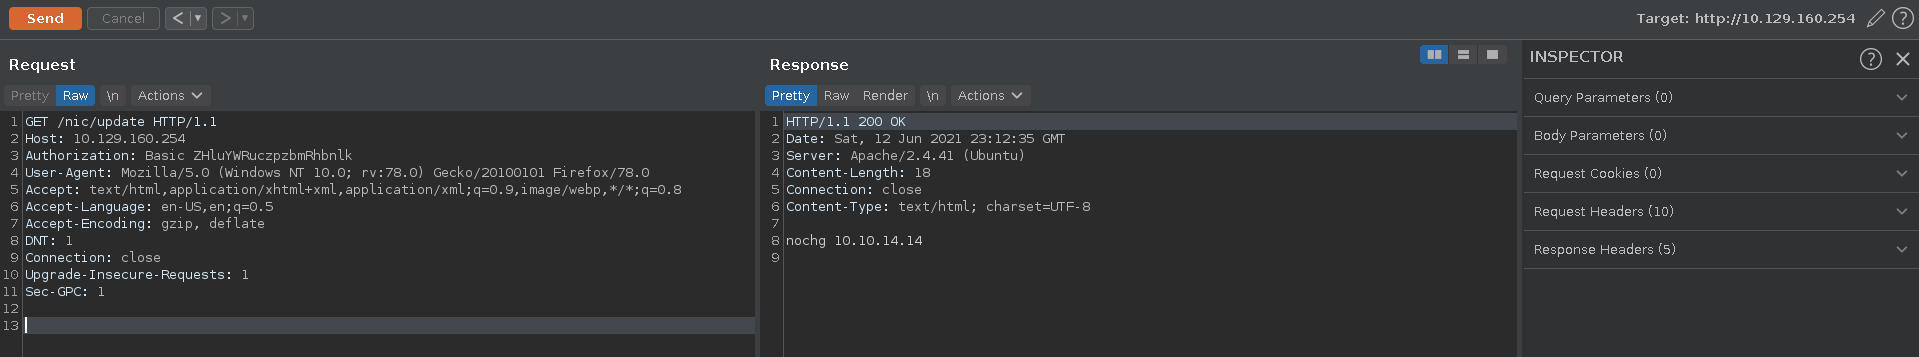 Send Cancel < > Target: http://10.129.160.254 ?
Request
Pretty Raw \n Actions
1 GET /nic/update HTTP/1.1
2 Host: 10.129.160.254
3 Authorization: Basic ZHluYWRuczpzbmRhbnlk
4 User-Agent: Mozilla/5.0 (Windows NT 10.0; rv:78.0) Gecko/20100101 Firefox/78.0
5 Accept: text/html,application/xhtml+xml,application/xml;q=0.9,image/webp,*/*;q=0.8
6 Accept-Language: en-US,en;q=0.5
7 Accept-Encoding: gzip, deflate
8 DNT: 1
9 Connection: close
10 Upgrade-Insecure-Requests: 1
11 Sec-GPC: 1
12
13
Response
Pretty Raw Render \n Actions
1 HTTP/1.1 200 OK
2 Date: Sat, 12 Jun 2021 23:12:35 GMT
3 Server: Apache/2.4.41 (Ubuntu)
4 Content-Length: 18
5 Connection: close
6 Content-Type: text/html; charset=UTF-8
7
8 nochg 10.10.14.14
9
INSPECTOR ?
Query Parameters (0)
Body Parameters (0)
Request Cookies (0)
Request Headers (10)
Response Headers (5)